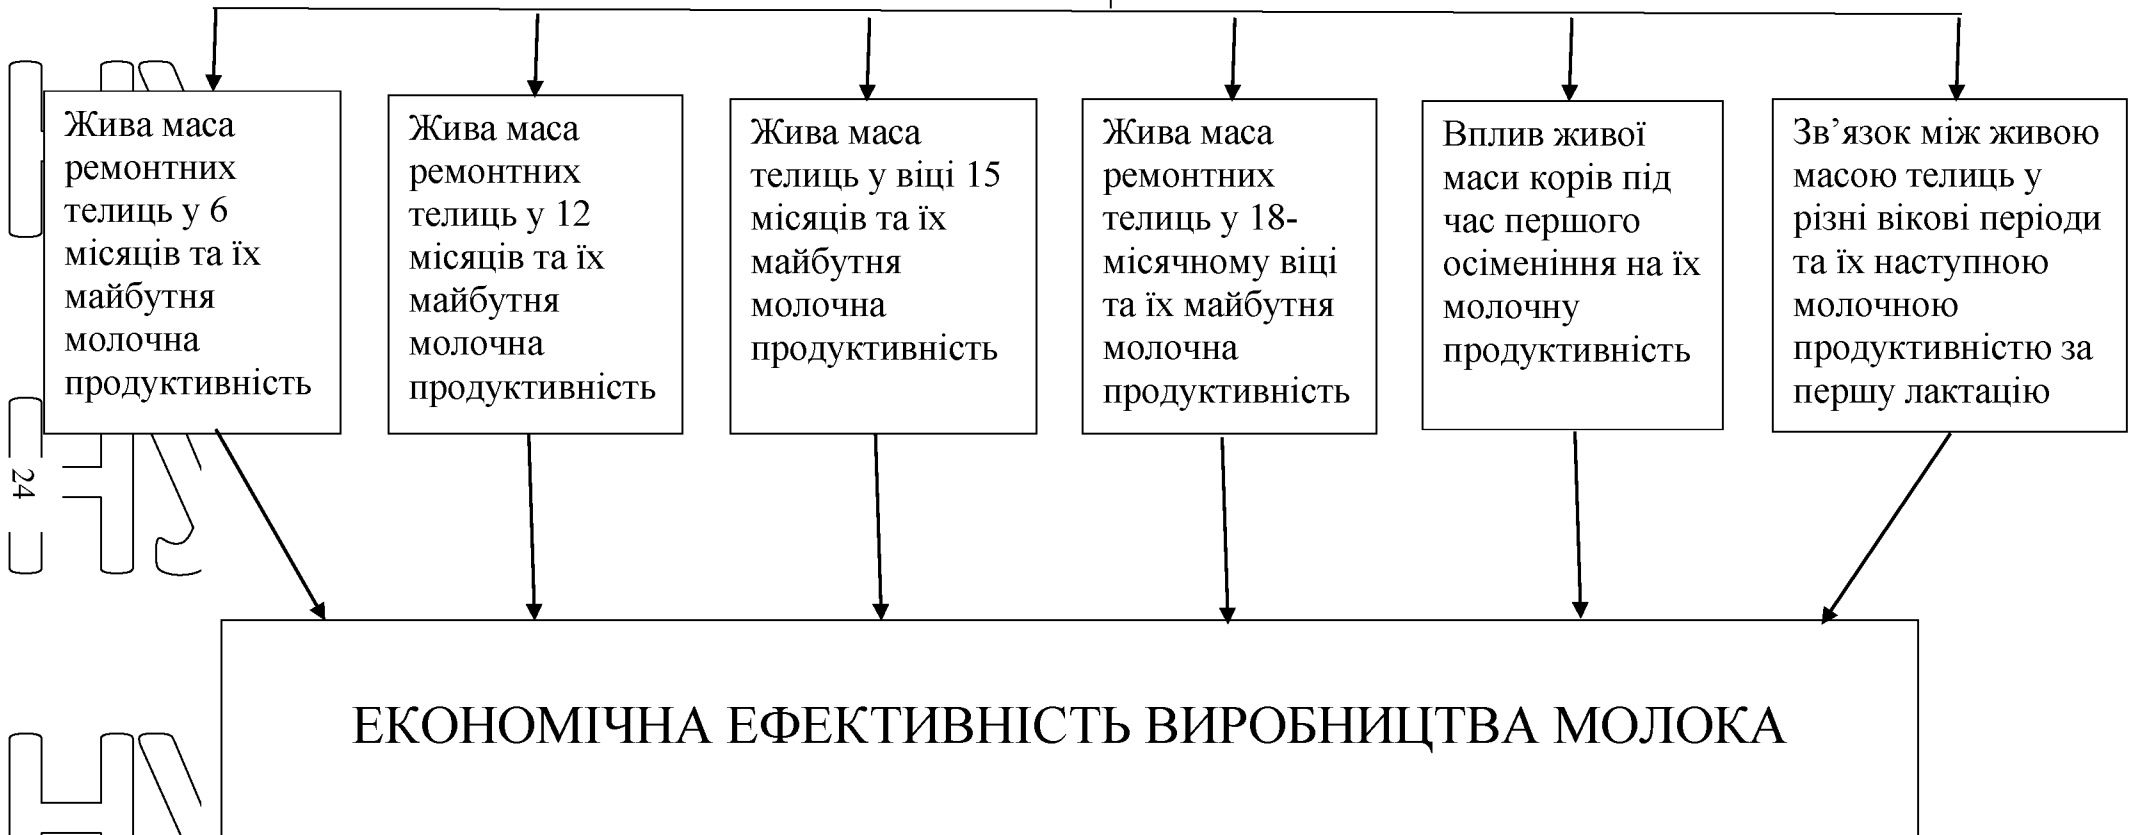 Жива маса
ремонтних
телиць у 6
місяців та їх
майбутня
молочна
продуктивність
Жива маса
ремонтних
телиць у 12
місяців та їх
майбутня
молочна
продуктивність
Жива маса
телиць у віці 15
місяців та їх
майбутня
молочна
продуктивність
Жива маса
ремонтних
телиць у 18-
місячному віці
та їх майбутня
молочна
продуктивність
Вплив живої
маси корів під
час першого
осіменіння на їх
молочну
продуктивність
Зв’язок між живою
масою телиць у
різні вікові періоди
та їх наступною
молочною
продуктивністю за
першу лактацію
24
ЕКОНОМІЧНА ЕФЕКТИВНІСТЬ ВИРОБНИЦТВА МОЛОКА